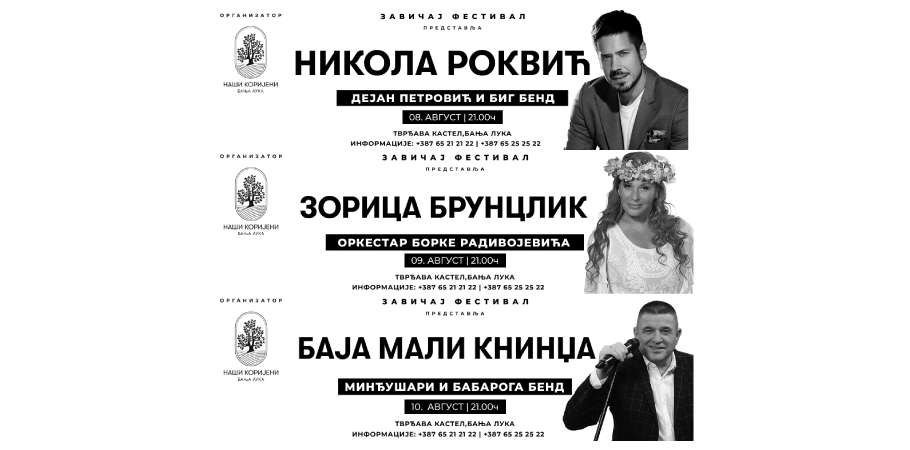 ОРГАНИЗАТОР
НАШИ КОРИЈЕНИ
БАЊА ЛУКА
ЗАВИЧАЈ ФЕСТИВАЛ
ПРЕДСТАВЉА
НИКОЛА РОКВИЋ
ДЕЈАН ПЕТРОВИЋ И БИГ БЕНД
08. АВГУСТ | 21.00ч
ТВРЂАВА КАСТЕЛ,БАЊА ЛУКА
ИНФОРМАЦИЈЕ: +387 65 21 21 22 | +387 65 25 25 22
ОРГАНИЗАТОР
НАШИ КОРИЈЕНИ
БАЊА ЛУКА
ЗАВИЧАЈ ФЕСТИВАЛ
ПРЕДСТАВЉА
ЗОРИЦА БРУНЦЛИК
ОРКЕСТАР БОРКЕ РАДИВОЈЕВИЋА
09. АВГУСТ | 21.00ч
ТВРЂАВА КАСТЕЛ,БАЊА ЛУКА
ИНФОРМАЦИЈЕ: +387 65 21 21 22 | +387 65 25 25 22
ОРГАНИЗАТОР
НАШИ КОРИЈЕНИ
БАЊА ЛУКА
ЗАВИЧАЈ ФЕСТИВАЛ
ПРЕДСТАВЉА
БАЈА МАЛИ КНИНЏА
МИНЂУШАРИ И БАБАРОГА БЕНД
10. АВГУСТ | 21.00ч
ТВРЂАВА КАСТЕЛ,БАЊА ЛУКА
ИНФОРМАЦИЈЕ: +387 65 21 21 22 | +387 65 25 25 22